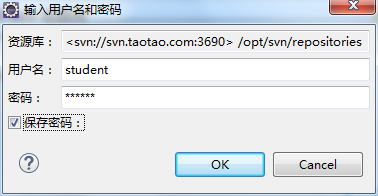 输入用户名和密码
资源库： <svn://svn.taotao.com:3690> /opt/svn/repositories
用户名： student
密码： ******
保存密码：
OK Cancel